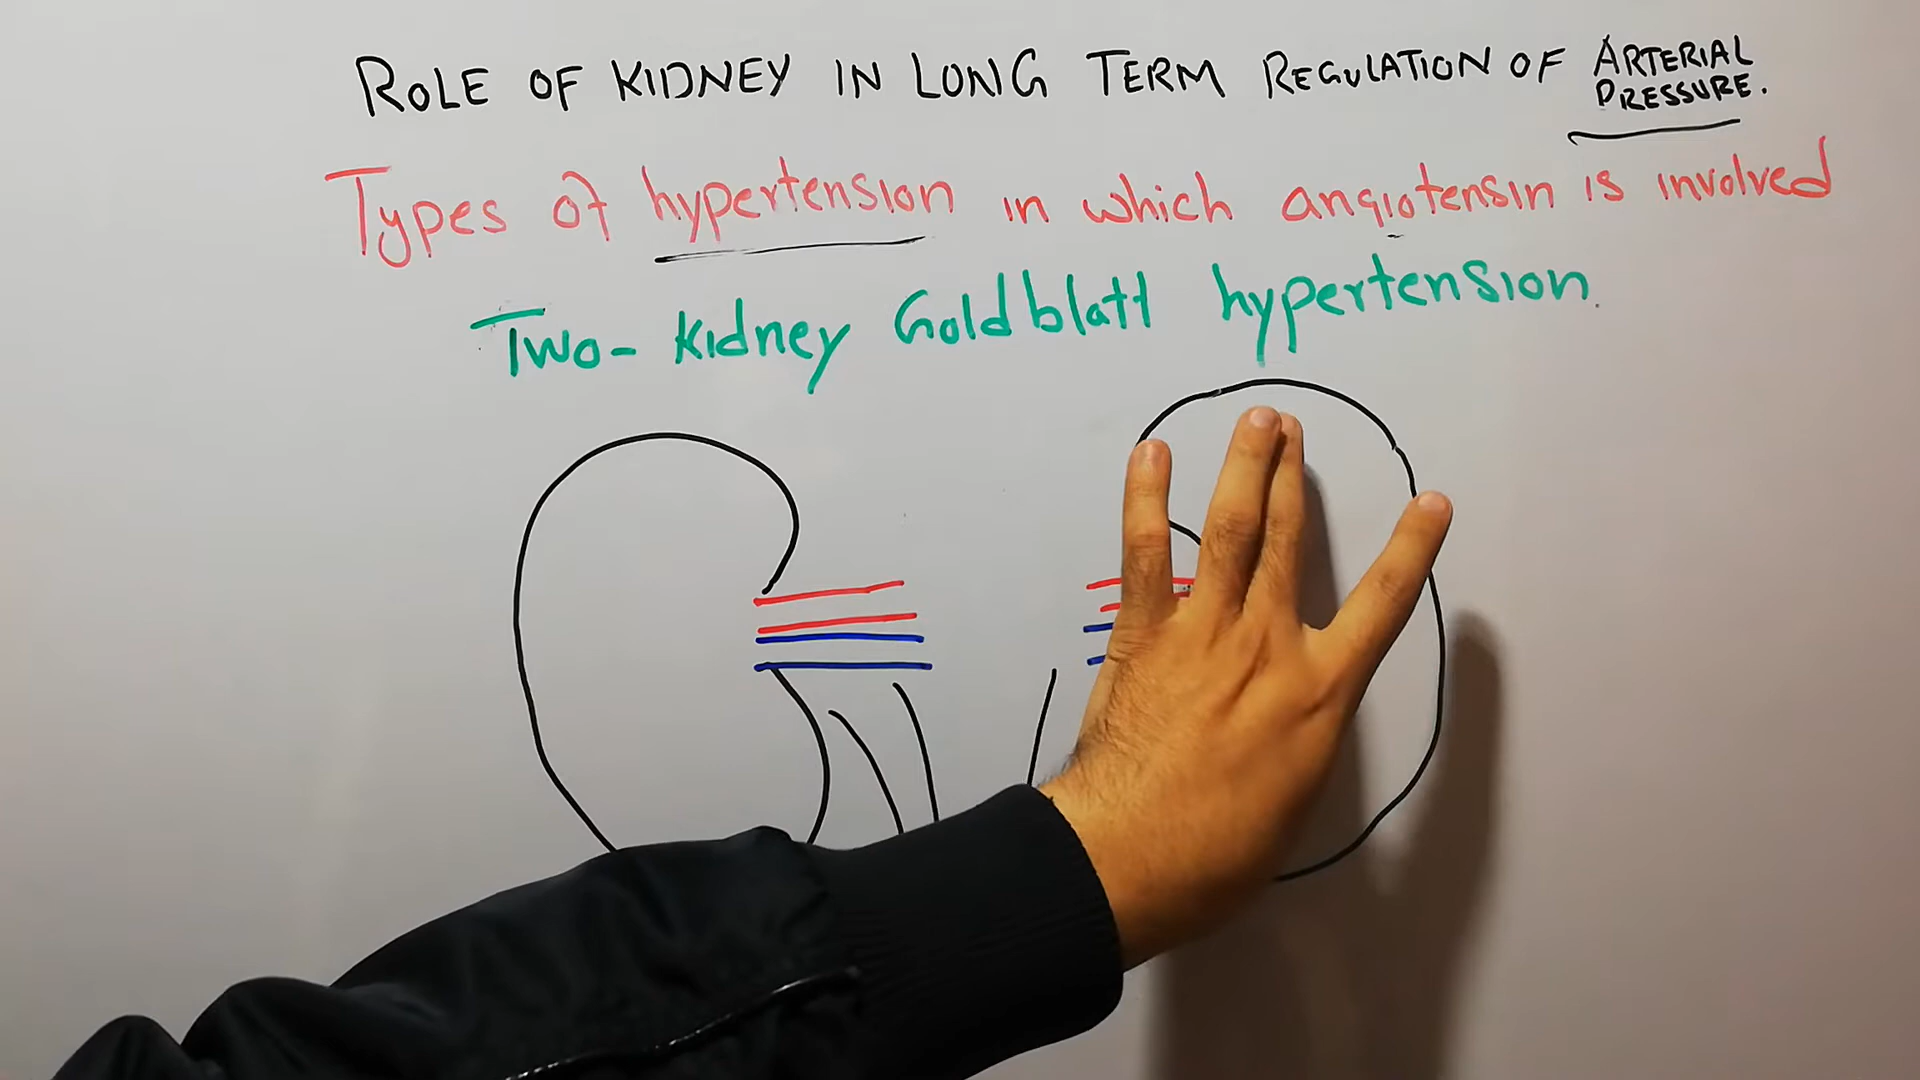 ROLE OF KIDNEY IN LONG TERM REGULATION OF ARTERIAL PRESSURE.
Types of hypertension in which angiotensin is involved
Two-kidney Goldblatt hypertension.